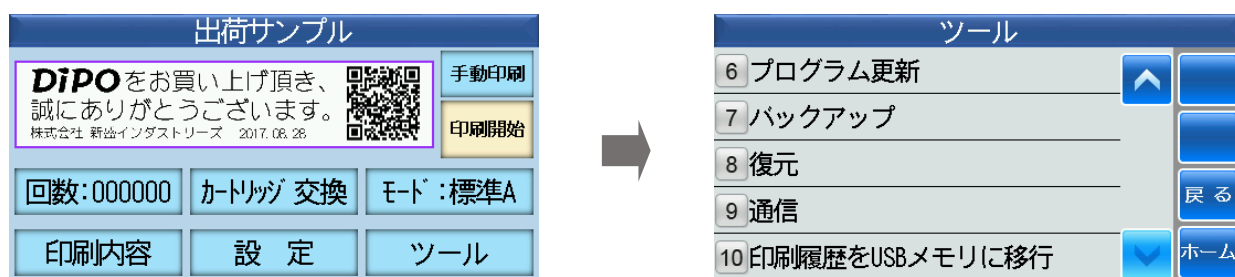 出荷サンプル
DiPOをお買い上げ頂き、
誠にありがとうございます。
株式会社 新盛インダストリーズ 2017.08.28
手動印刷
印刷開始
回数:000000
カートリッジ 交換
モード:標準A
印刷内容
設 定
ツール
ツール
6 プログラム更新
7 バックアップ
8 復元
9 通信
10 印刷履歴をUSBメモリに移行
戻る
ホーム